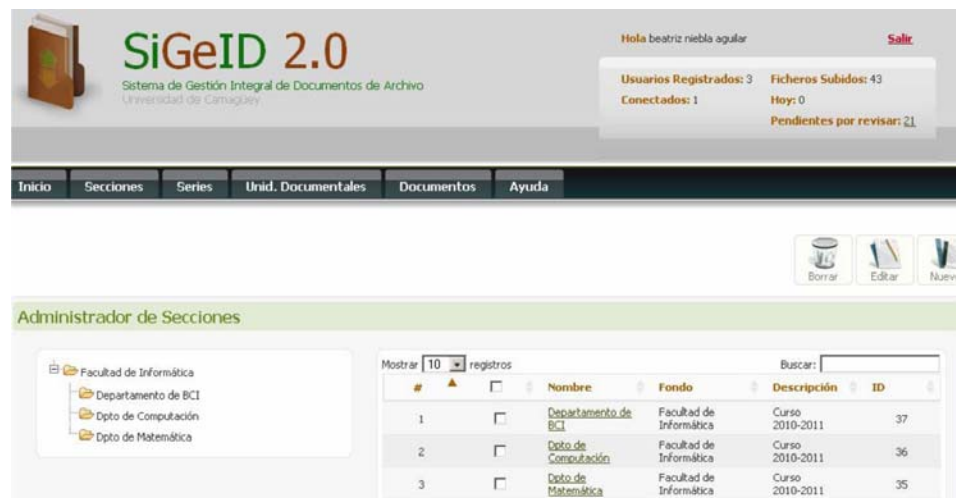 SiGeID 2.0
Sistema de Gestión Integral de Documentos de Archivo
Universidad de Camagüey
Hola beatriz niebla aguilar
Salir
Usuarios Registrados: 3 Ficheros Subidos: 43
Conectados: 1 Hoy: 0
Pendientes por revisar: 21
Inicio Secciones Series Unid. Documentales Documentos Ayuda
Borrar Editar Nuevo
Administrador de Secciones
Facultad de Informática
Departamento de BCI
Dpto de Computación
Dpto de Matemática
Mostrar 10 registros Buscar:
# Nombre Fondo Descripción ID
1 Departamento de BCI Facultad de Informática Curso 2010-2011 37
2 Dpto de Computación Facultad de Informática Curso 2010-2011 36
3 Dpto de Matemática Facultad de Informática Curso 2010-2011 35